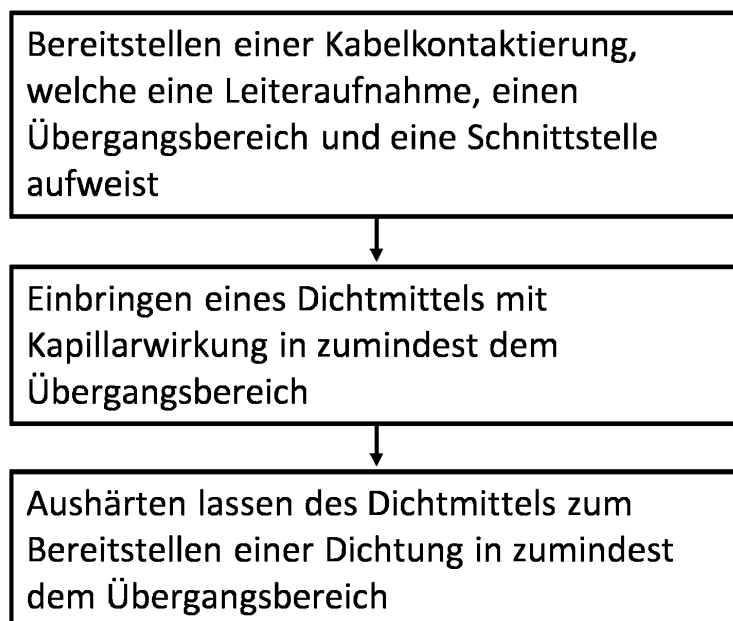 Bereitstellen einer Kabelkontaktierung,
welche eine Leiteraufnahme, einen
Übergangsbereich und eine Schnittstelle
aufweist
Einbringen eines Dichtmittels mit
Kapillarwirkung in zumindest dem
Übergangsbereich
Aushärten lassen des Dichtmittels zum
Bereitstellen einer Dichtung in zumindest
dem Übergangsbereich